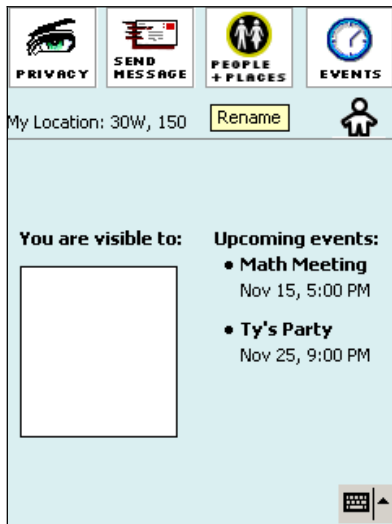 PRIVACY
SEND
MESSAGE
PEOPLE
+ PLACES
EVENTS
My Location: 30W, 150
Rename
You are visible to:
Upcoming events:
• Math Meeting
Nov 15, 5:00 PM
• Ty's Party
Nov 25, 9:00 PM